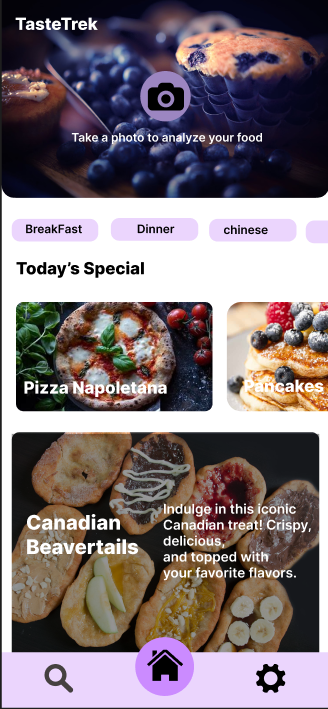 TasteTrek
Take a photo to analyze your food
BreakFast
Dinner
chinese
Today's Special
Pizza Napoletana
Pancakes
Canadian
Beavertails
Indulge in this iconic
Canadian treat! Crispy,
delicious,
and topped with
your favorite flavors.